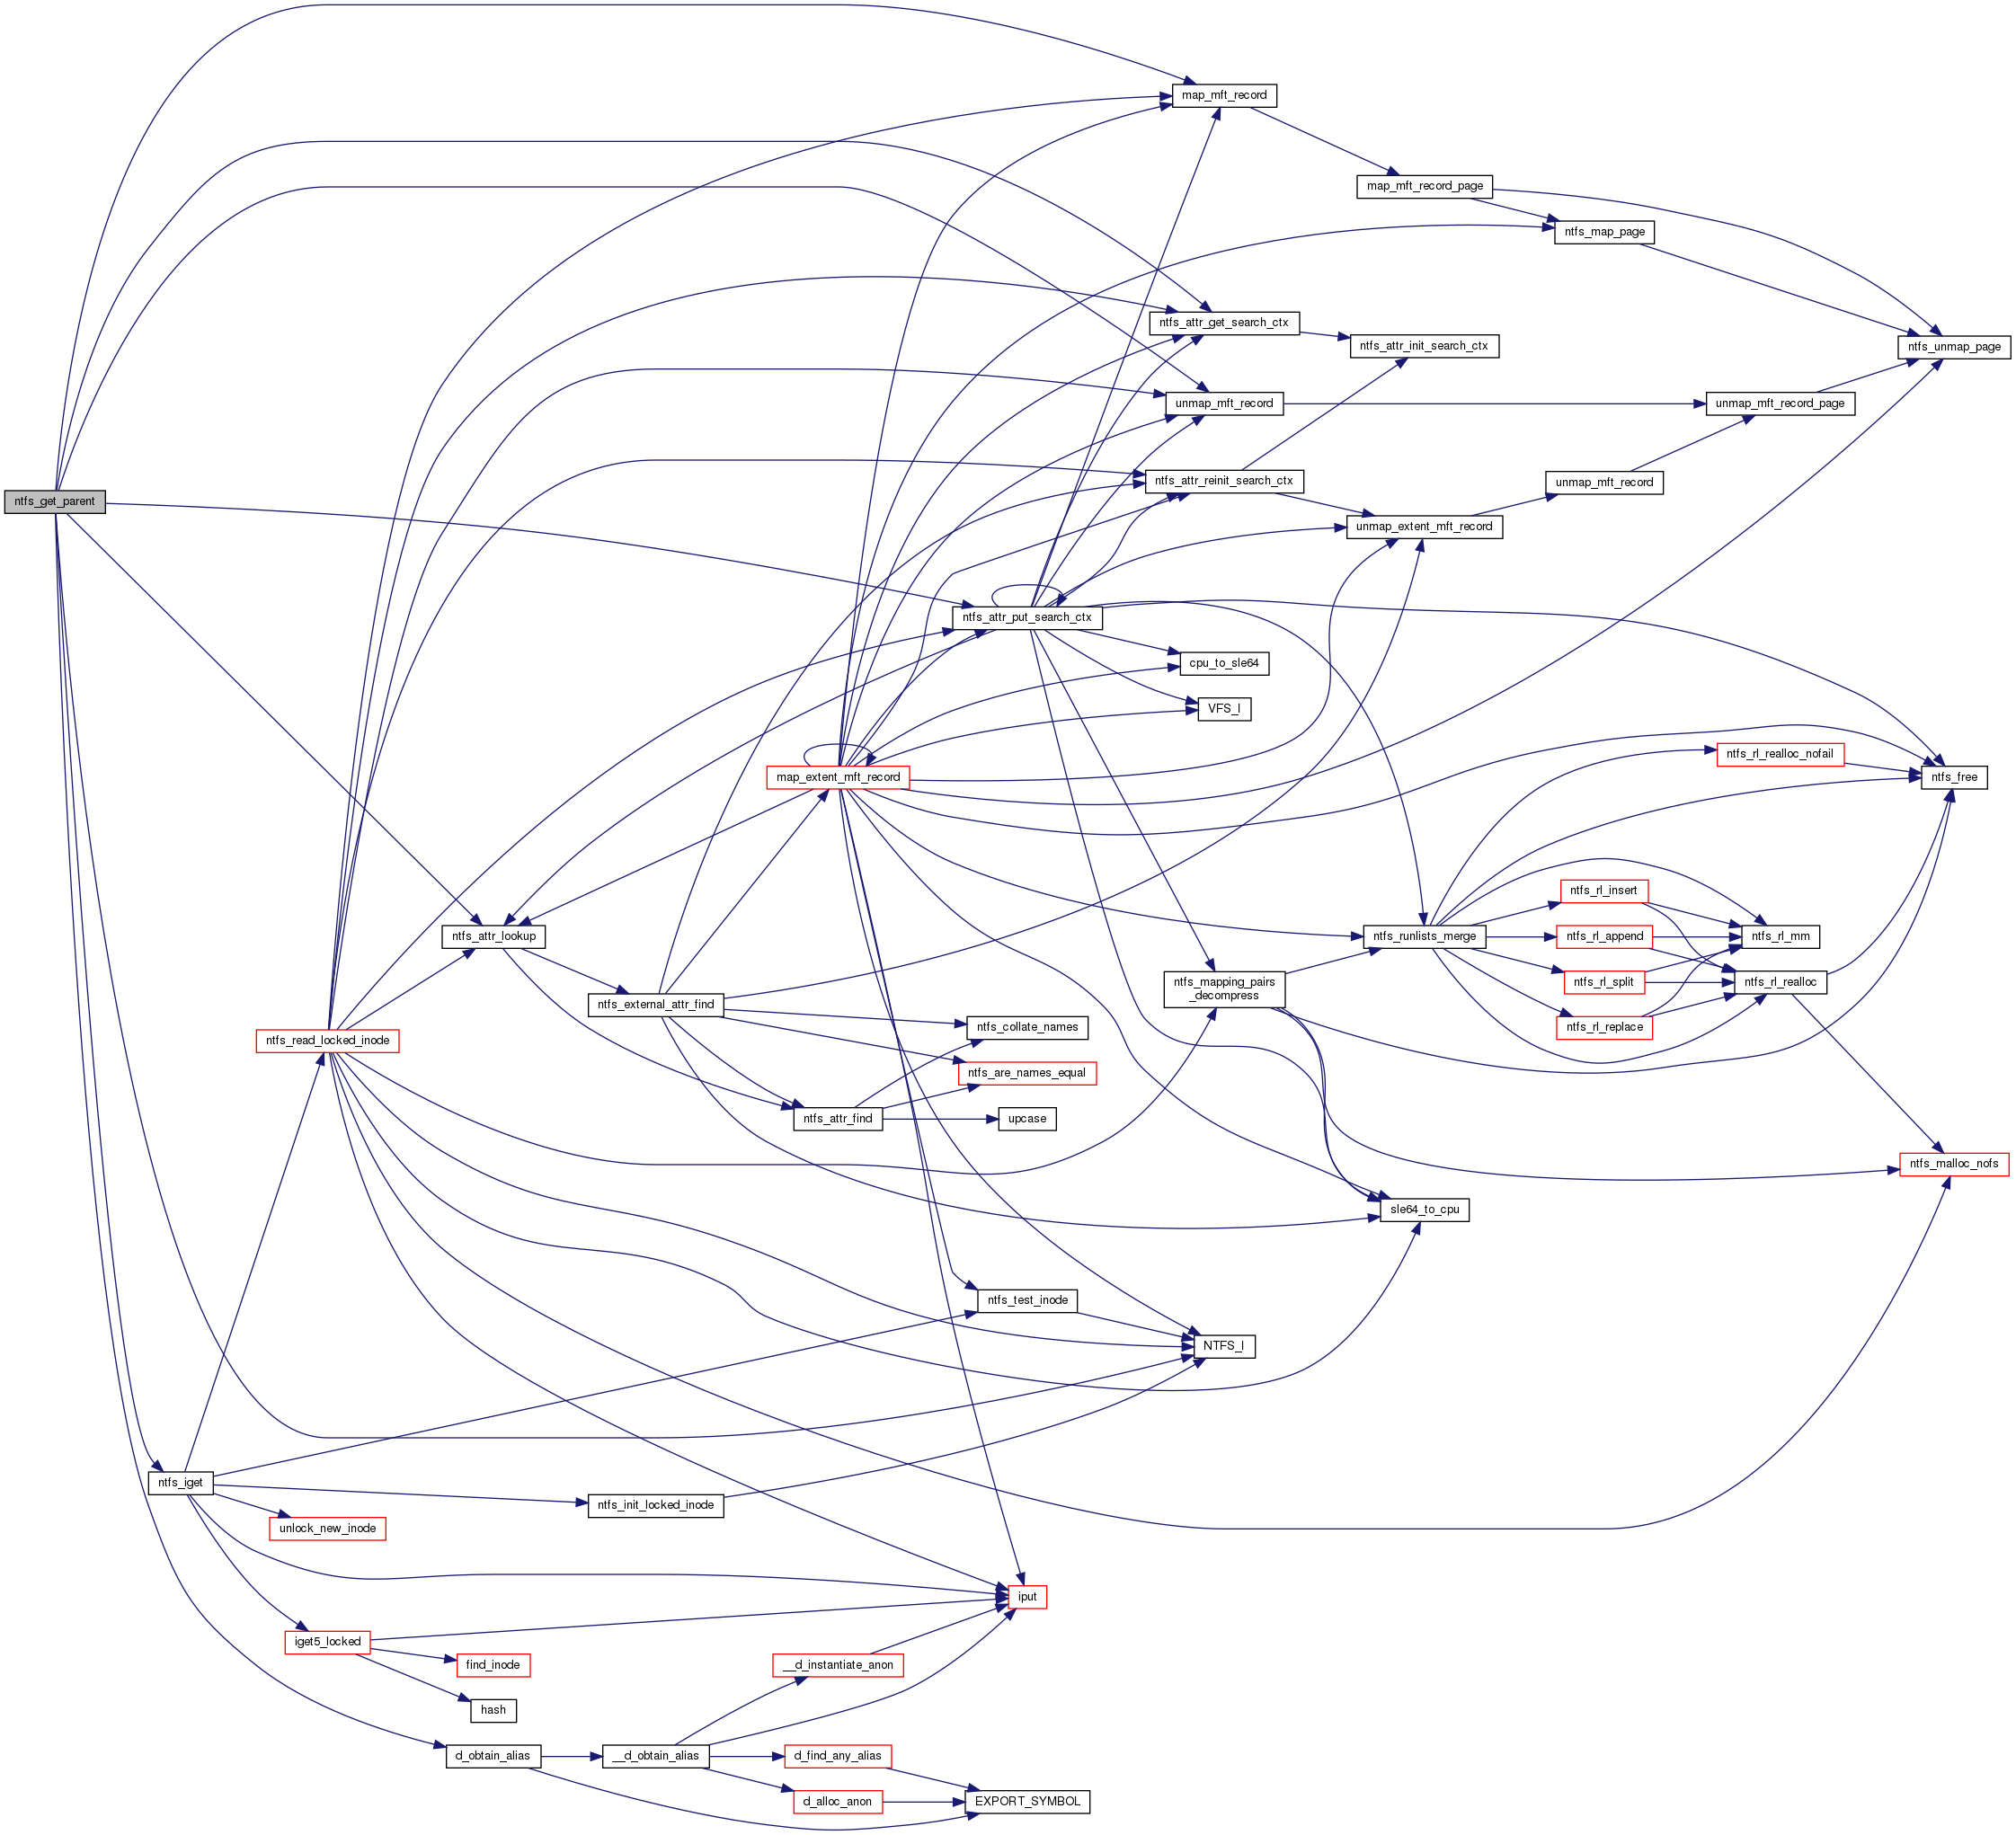 map_mft_record
map_mft_record_page
ntfs_map_page
ntfs_attr_get_search_ctx
ntfs_attr_init_search_ctx
ntfs_unmap_page
unmap_mft_record
unmap_mft_record_page
ntfs_attr_reinit_search_ctx
unmap_mft_record
ntfs_get_parent
unmap_extent_mft_record
ntfs_attr_put_search_ctx
cpu_to_sle64
VFS_I
ntfs_rl_realloc_nofail
map_extent_mft_record
ntfs_free
ntfs_rl_insert
ntfs_attr_lookup
ntfs_runlists_merge
ntfs_rl_append
ntfs_rl_mm
ntfs_rl_split
ntfs_rl_realloc
ntfs_mapping_pairs
_decompress
ntfs_external_attr_find
ntfs_collate_names
ntfs_rl_replace
ntfs_read_locked_inode
ntfs_are_names_equal
ntfs_attr_find
upcase
ntfs_malloc_nofs
sle64_to_cpu
ntfs_test_inode
NTFS_I
ntfs_iget
ntfs_init_locked_inode
unlock_new_inode
iput
iget5_locked
find_inode
__d_instantiate_anon
hash
d_obtain_alias
__d_obtain_alias
d_find_any_alias
d_alloc_anon
EXPORT_SYMBOL